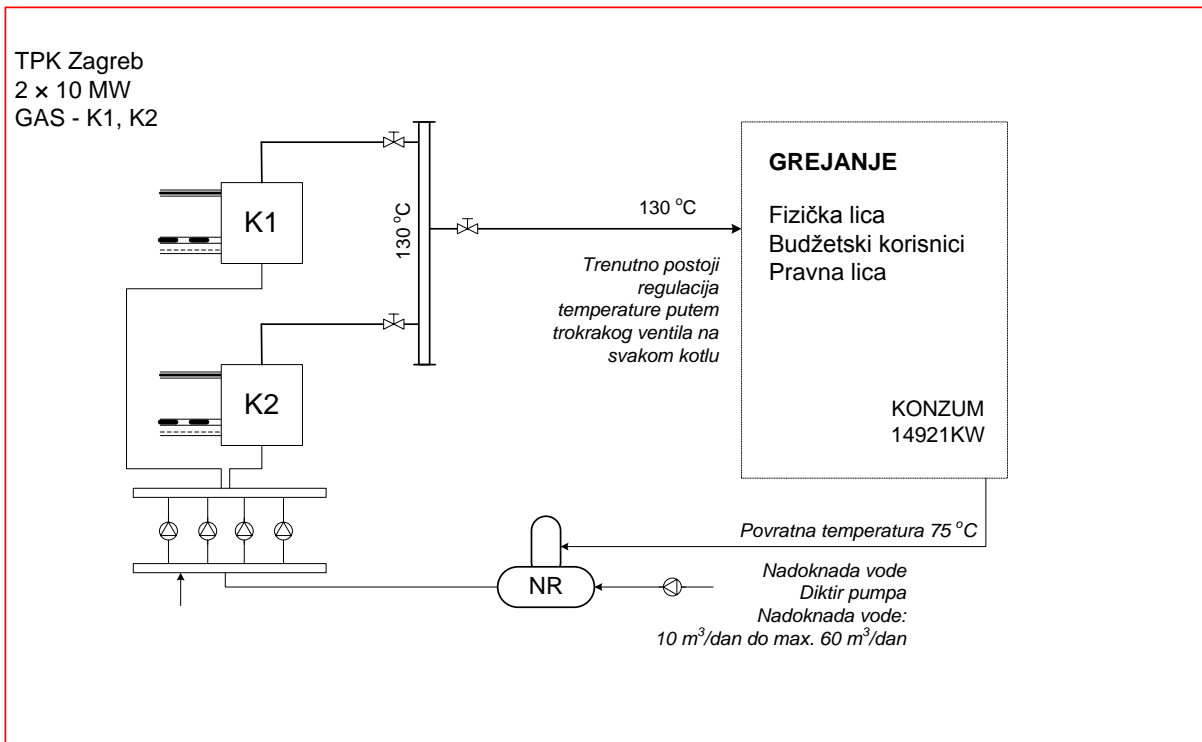 TPK Zagreb
2 × 10 MW
GAS - K1, K2
K1
K2
130 °C
130 °C
Trenutno postoji
regulacija
temperature putem
trokrakog ventila na
svakom kotlu
GREJANJE
Fizička lica
Budžetski korisnici
Pravna lica
KONZUM
14921KW
Povratna temperatura 75 °C
NR
Nadoknada vode
Diktir pumpa
Nadoknada vode:
10 m³/dan do max. 60 m³/dan